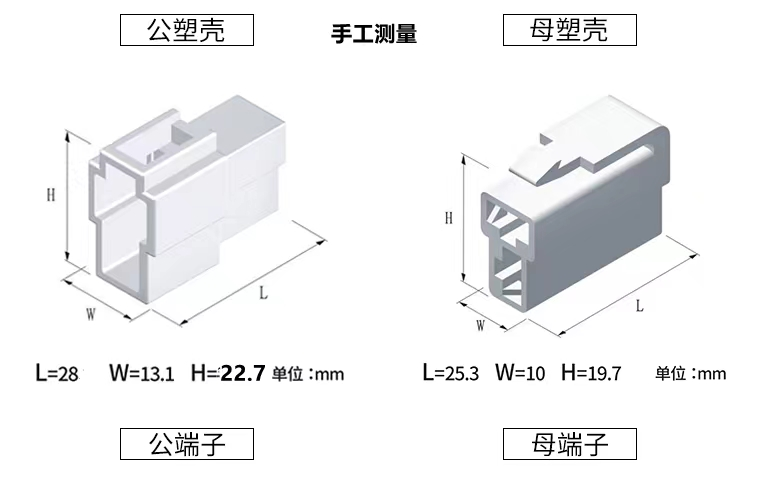 公塑壳 手工测量 母塑壳
H
W
L
H
W
L
L=28 W=13.1 H=22.7 单位:mm
L=25.3 W=10 H=19.7 单位:mm
公端子 母端子